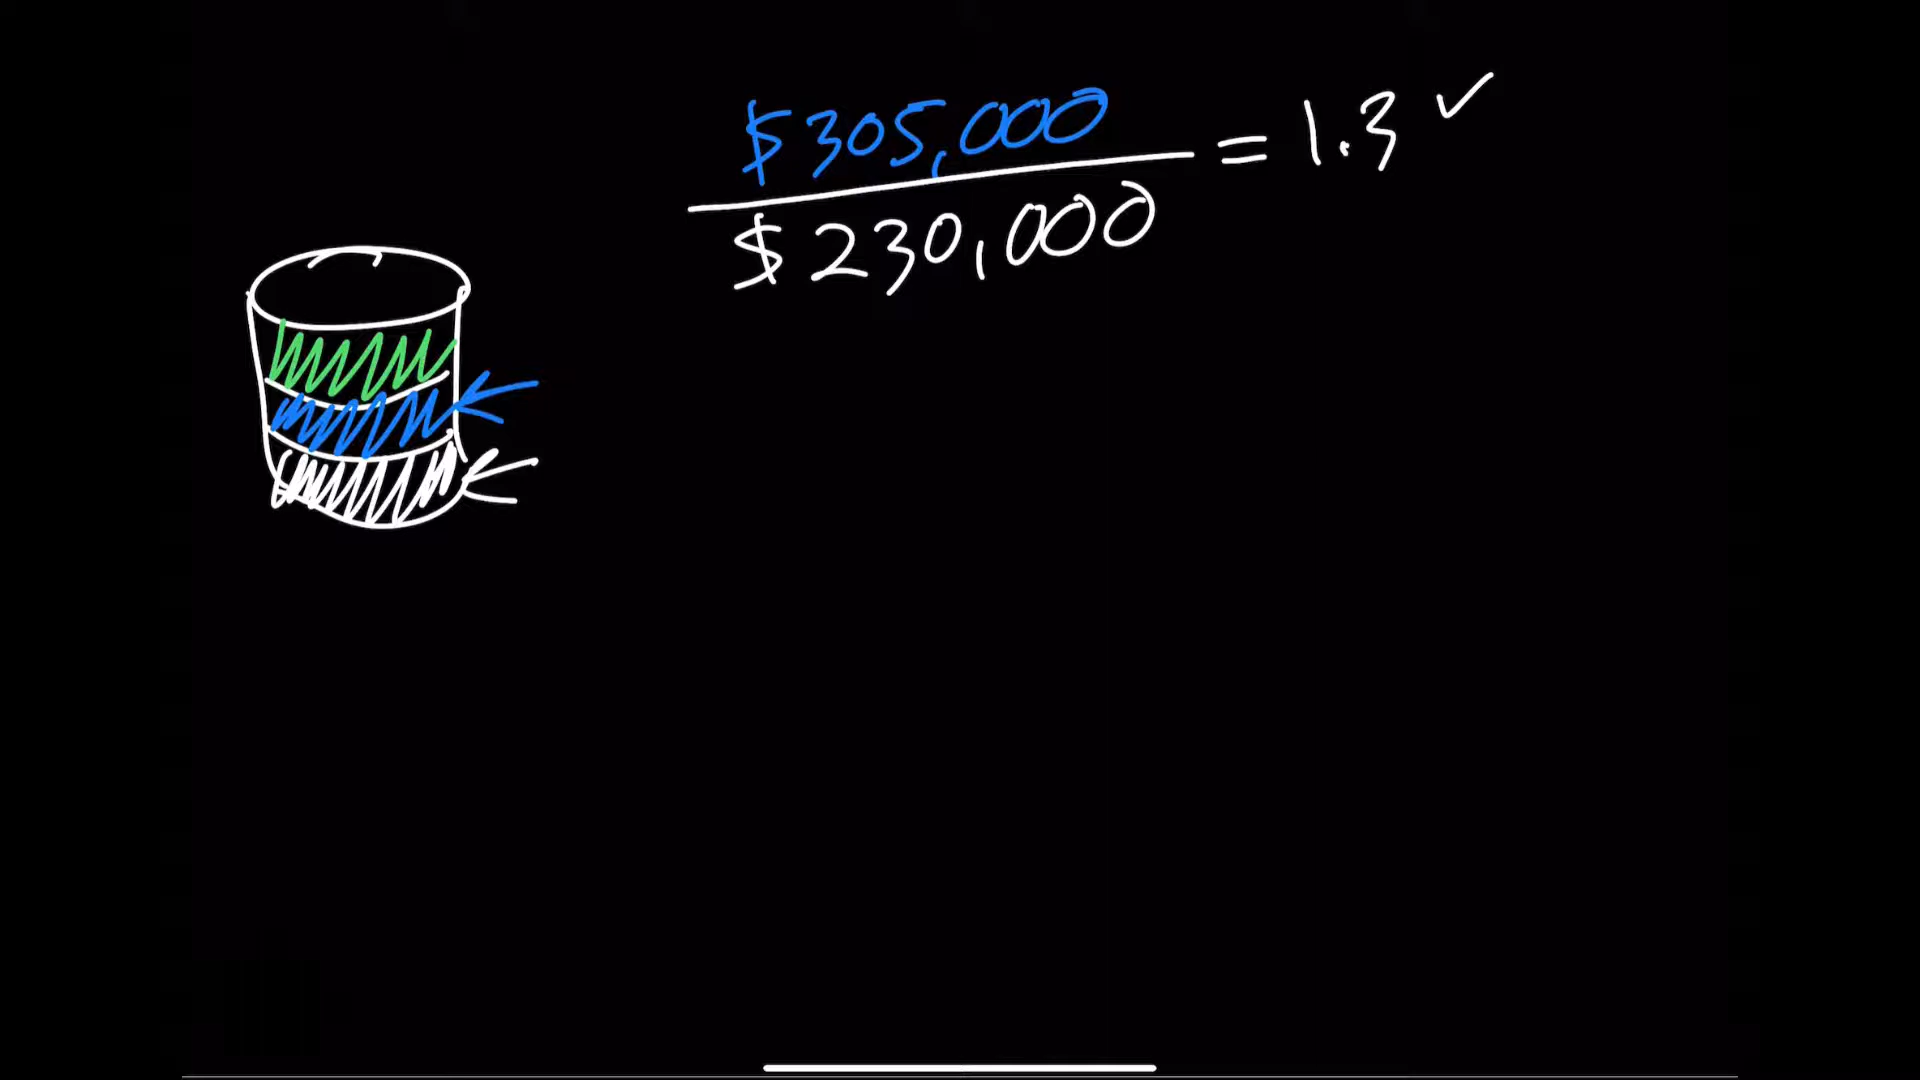 $305,000
= 1.3 ✓
$230,000